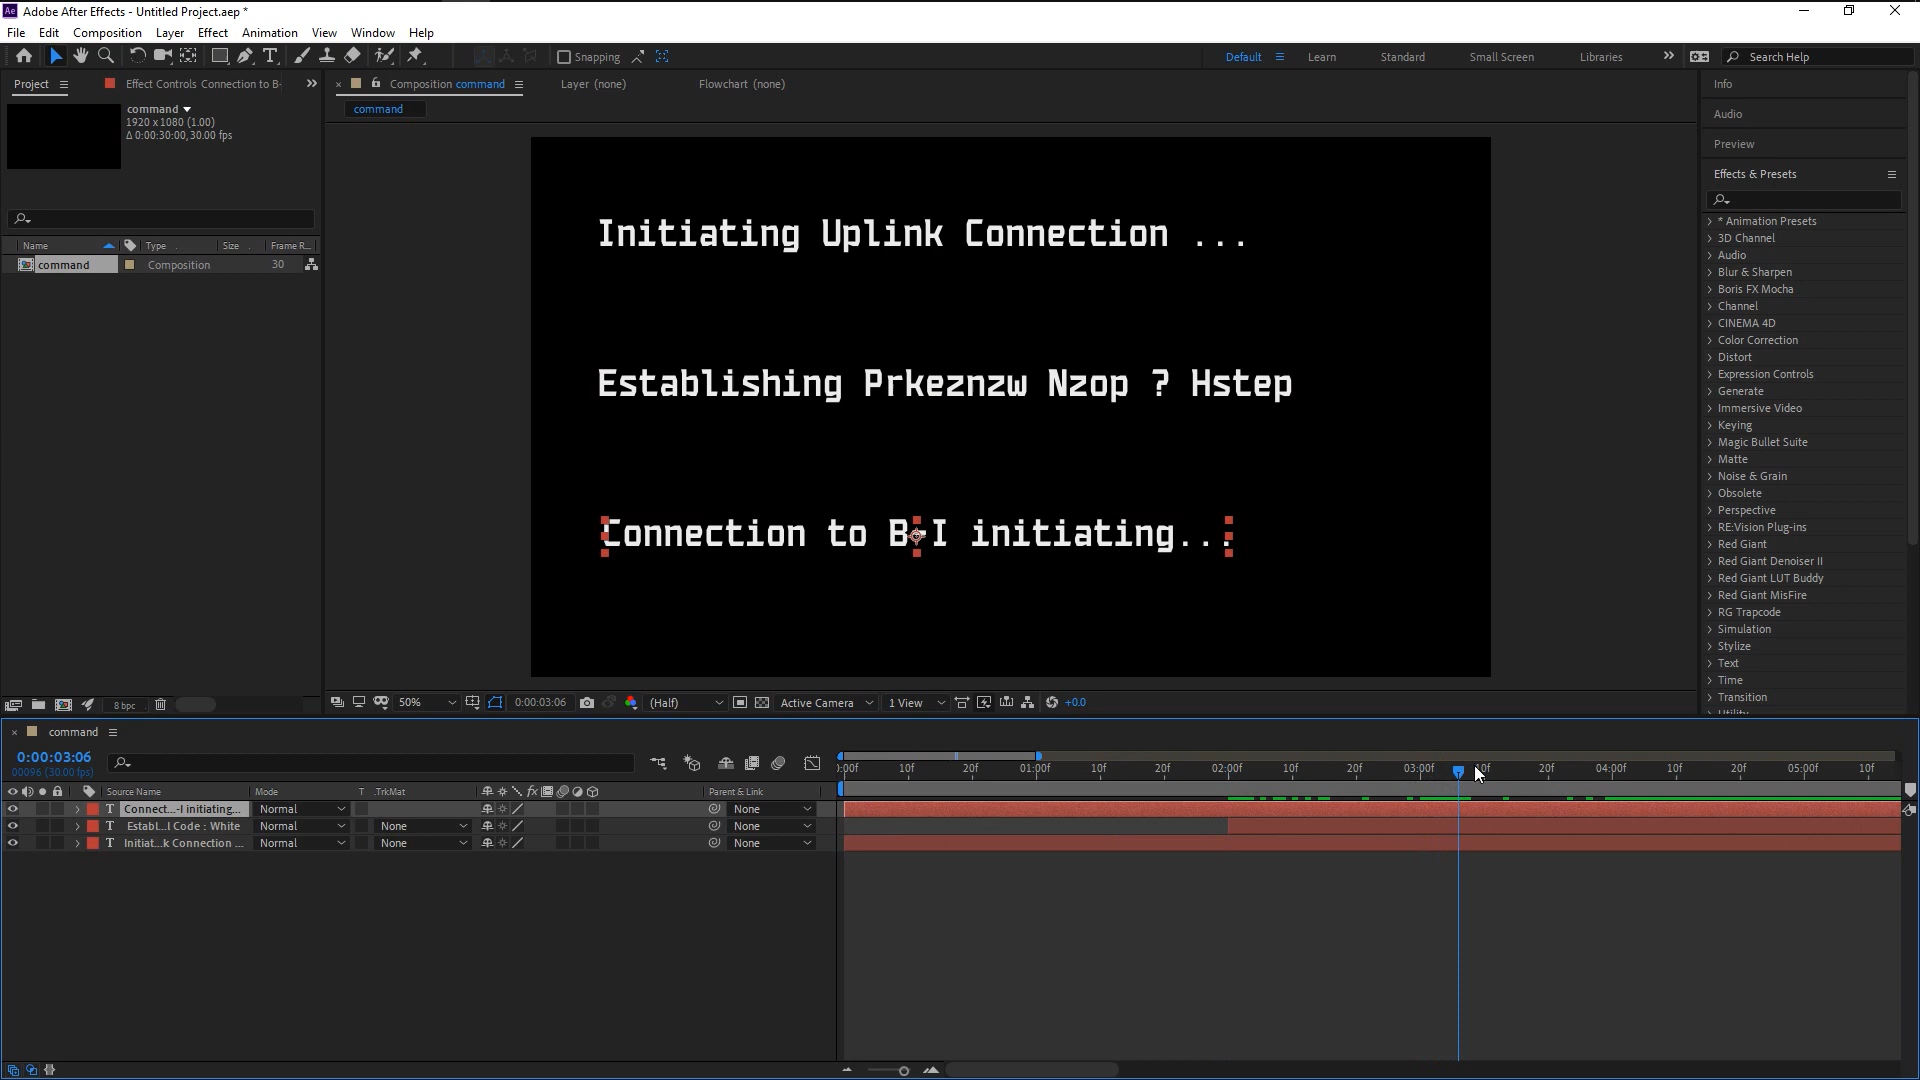 Adobe After Effects - Untitled Project.aep *
File Edit Composition Layer Effect Animation View Window Help
Snapping
Default Learn Standard Small Screen Libraries Search Help
Project Effect Controls Connection to B-
Composition command Layer (none) Flowchart (none)
command
command
1920 x 1080 (1.00)
Δ 0:00:30:00, 30.00 fps
Name Type Size Frame R...
command Composition 30
Initiating Uplink Connection ...
Establishing Prkeznzw Nzop ? Hstep
Connection to B-I initiating...
Info
Audio
Preview
Effects & Presets
* Animation Presets
3D Channel
Audio
Blur & Sharpen
Boris FX Mocha
Channel
CINEMA 4D
Color Correction
Distort
Expression Controls
Generate
Immersive Video
Keying
Magic Bullet Suite
Matte
Noise & Grain
Obsolete
Perspective
RE:Vision Plug-ins
Red Giant
Red Giant Denoiser II
Red Giant LUT Buddy
Red Giant MisFire
RG Trapcode
Simulation
Stylize
Text
Time
Transition
Utility
8 bpc
50% 0:00:03:06 (Half) Active Camera 1 View +0.0
command
0:00:03:06
00096 (30.00 fps)
):00f 10f 20f 01:00f 10f 20f 02:00f 10f 20f 03:00f 10f 20f 04:00f 10f 20f 05:00f 10f
Source Name Mode T .TrkMat Parent & Link
T Connect...-I initiating... Normal None
T Establ...l Code : White Normal None None
T Initiat...k Connection ... Normal None None